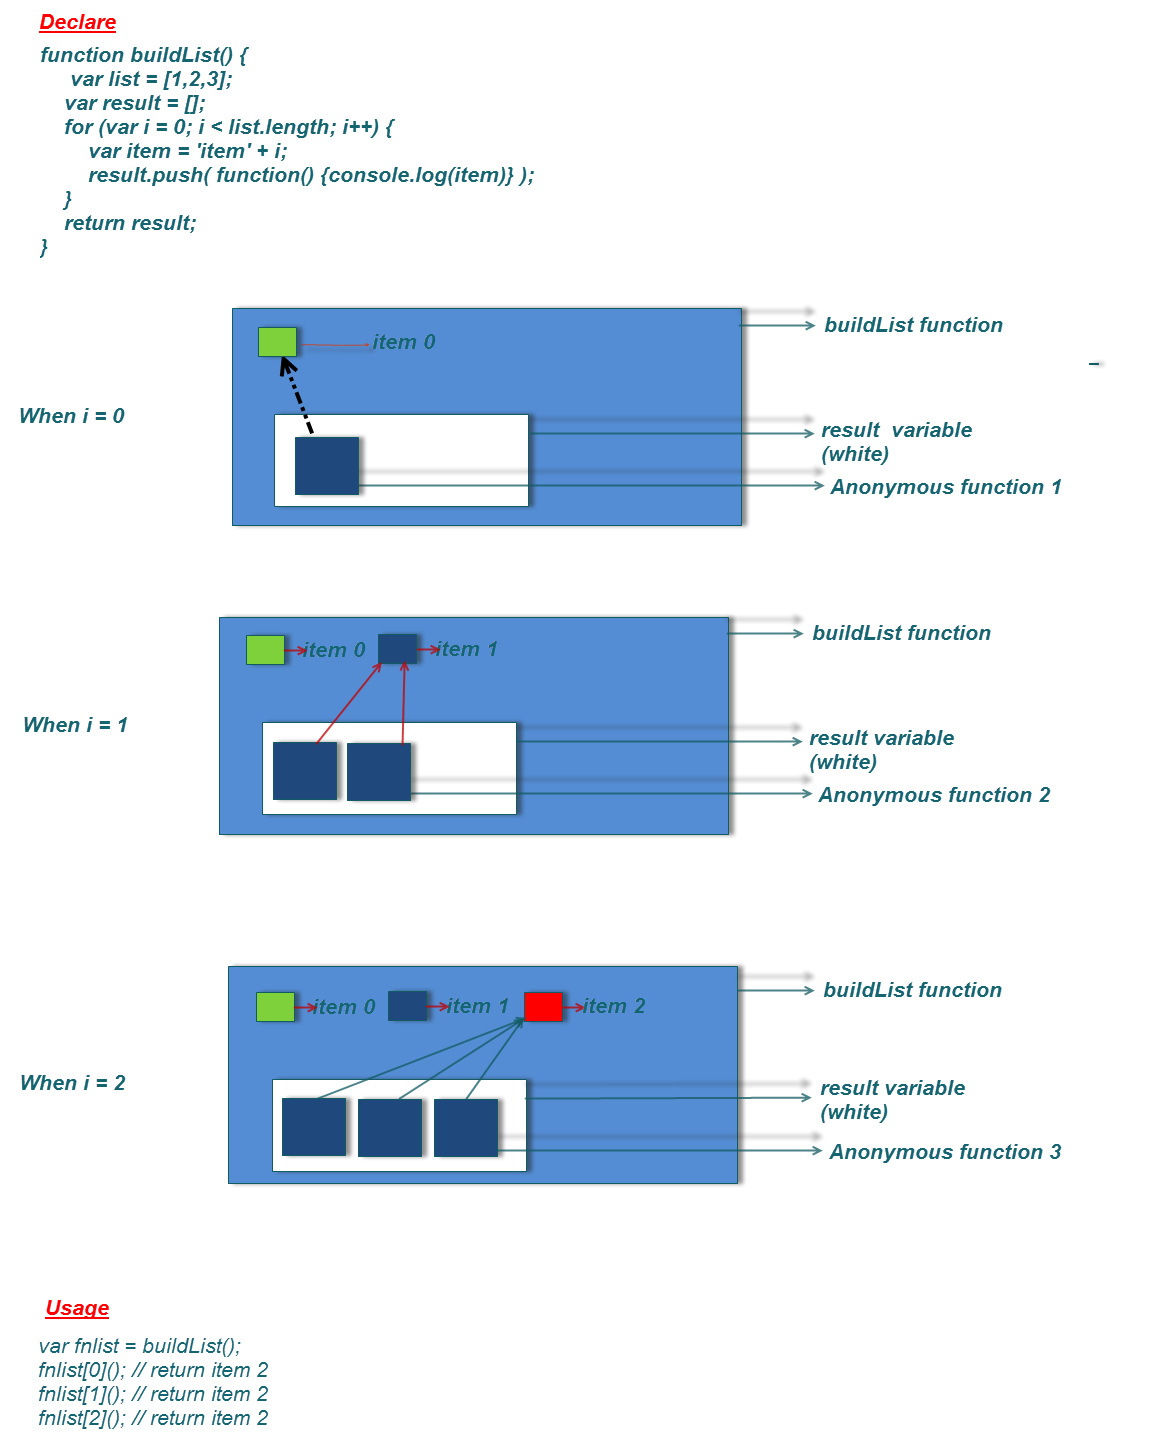 Declare
function buildList() {
var list = [1,2,3];
var result = [];
for (var i = 0; i < list.length; i++) {
var item = 'item' + i;
result.push( function() {console.log(item)} );
}
return result;
}
item 0
buildList function
When i = 0
result variable
(white)
Anonymous function 1
item 0
item 1
buildList function
When i = 1
result variable
(white)
Anonymous function 2
item 0
item 1
item 2
buildList function
When i = 2
result variable
(white)
Anonymous function 3
Usage
var fnlist = buildList();
fnlist[0](); // return item 2
fnlist[1](); // return item 2
fnlist[2](); // return item 2